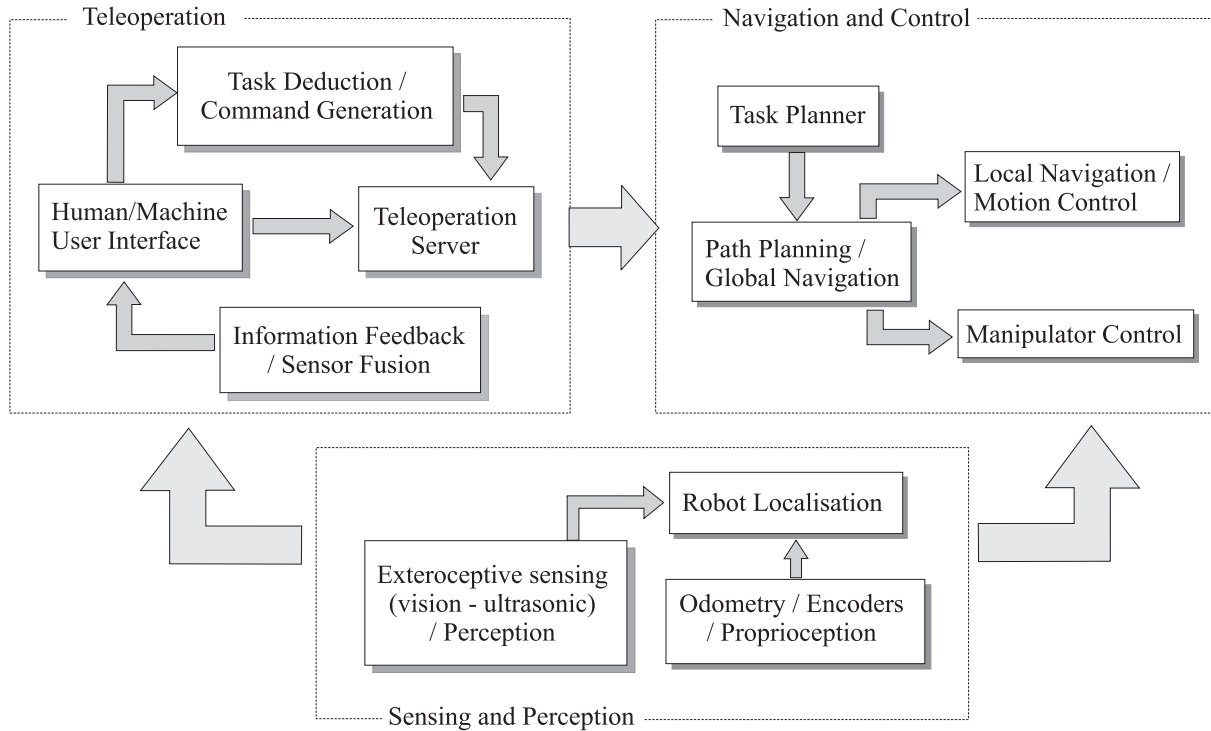 Teleoperation
Task Deduction /
Command Generation
Human/Machine
User Interface
Teleoperation
Server
Information Feedback
/ Sensor Fusion
Navigation and Control
Task Planner
Local Navigation /
Motion Control
Path Planning /
Global Navigation
Manipulator Control
Robot Localisation
Exteroceptive sensing
(vision - ultrasonic)
/ Perception
Odometry / Encoders
/ Proprioception
Sensing and Perception